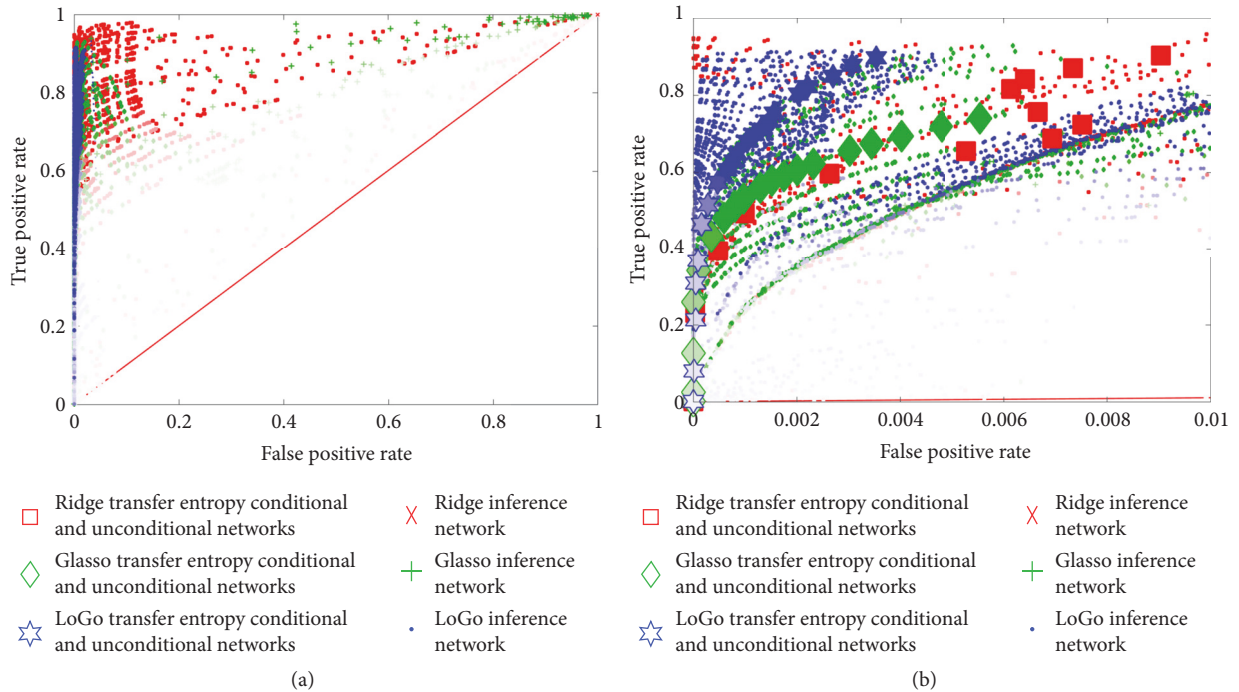 1
0.8
0.6
0.4
0.2
0
True positive rate
0
0.2
0.4
0.6
0.8
1
False positive rate
Ridge transfer entropy conditional
and unconditional networks
Ridge inference
network
Glasso transfer entropy conditional
and unconditional networks
Glasso inference
network
LoGo transfer entropy conditional
and unconditional networks
LoGo inference
network
(a)
1
0.8
0.6
0.4
0.2
0
True positive rate
0
0.002
0.004
0.006
0.008
0.01
False positive rate
Ridge transfer entropy conditional
and unconditional networks
Ridge inference
network
Glasso transfer entropy conditional
and unconditional networks
Glasso inference
network
LoGo transfer entropy conditional
and unconditional networks
LoGo inference
network
(b)